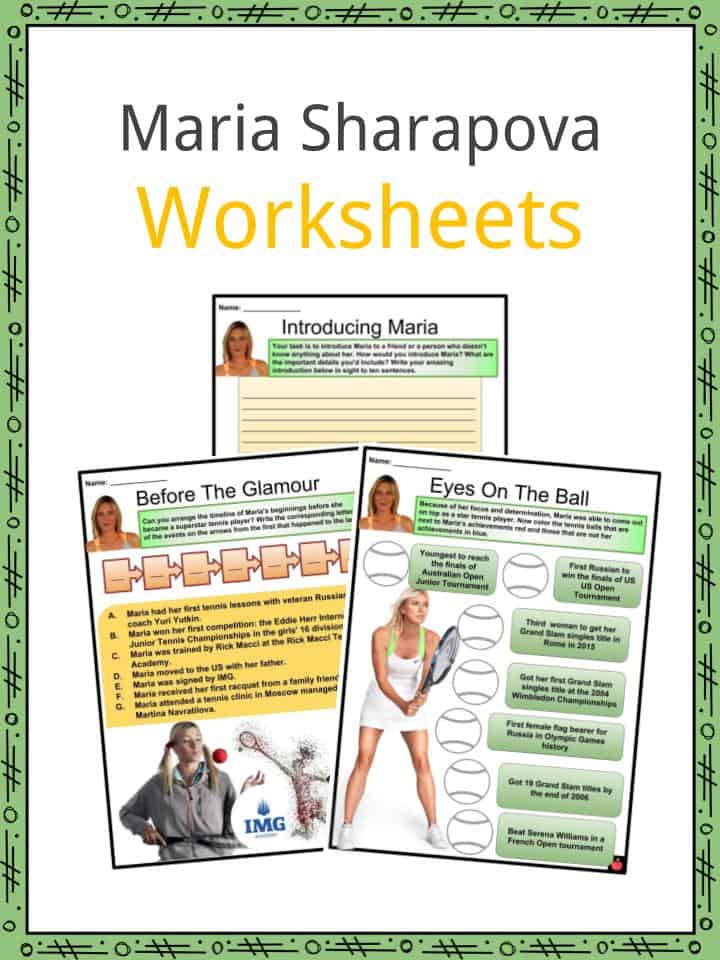 Maria Sharapova
Worksheets
Name:
Introducing Maria
Your task is to introduce Maria to a friend or a person who doesn't
know anything about her. How would you introduce Maria? What are
the important details you'd include? Write your amazing
introduction below in eight to ten sentences.
Name:
Before The Glamour
Can you arrange the timeline of Maria's beginnings before she
became a superstar tennis player? Write the corresponding letter
of the events on the arrows from the first that happened to the la
A. Maria had her first tennis lessons with veteran Russian
coach Yuri Yutkin.
B. Maria won her first competition: the Eddie Herr Intern
Junior Tennis Championships in the girls' 16 division
C. Maria was trained by Rick Macci at the Rick Macci Te
Academy.
D. Maria moved to the US with her father.
E. Maria was signed by IMG.
F. Maria received her first racquat from a family friend
G. Maria attended a tennis clinic in Moscow managed
Martina Navratilova.
IMG
Name:
Eyes On The Ball
Because of her focus and determination, Maria was able to come out
on top as a star tennis player. Now color the tennis balls that are
next to Maria's achievements red and those that are not her
achievements in blue.
Youngest to reach
the finals of
Australian Open
Junior Tournament
First Russian to
win the finals of US
US Open
Tournament
Third woman to get her
Grand Slam singles title in
Rome in 2015
Got her first Grand Slam
singles title at the 2004
Wimbledon Championships
First female flag bearer for
Russia in Olympic Games
history
Got 19 Grand Slam titles by
the end of 2006
Beat Serena Williams in a
French Open tournament